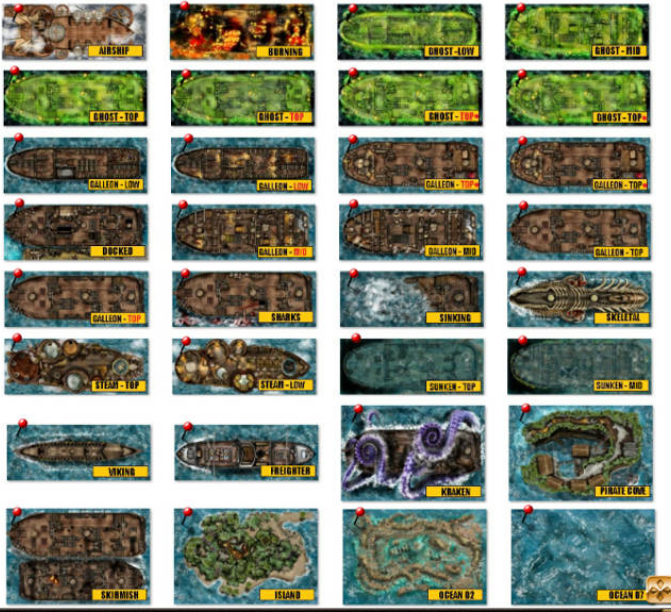 AIRSHIP
BURNING
GHOST - LOW
GHOST - MID
GHOST - TOP
GHOST - TOP
GHOST - TOP
GHOST - TOP
GALLEON - LOW
GALLEON - LOW
GALLEON - TOP
GALLEON - TOP
DOCKED
GALLEON - MID
GALLEON - MID
GALLEON - TOP
GALLEON - TOP
SHARKS
SINKING
SKELETAL
STEAM - TOP
STEAM - LOW
SUNKEN - TOP
SUNKEN - MID
VIKING
FREIGHTER
KRAKEN
PIRATE COVE
SKIRMISH
ISLAND
OCEAN 02
OCEAN 07